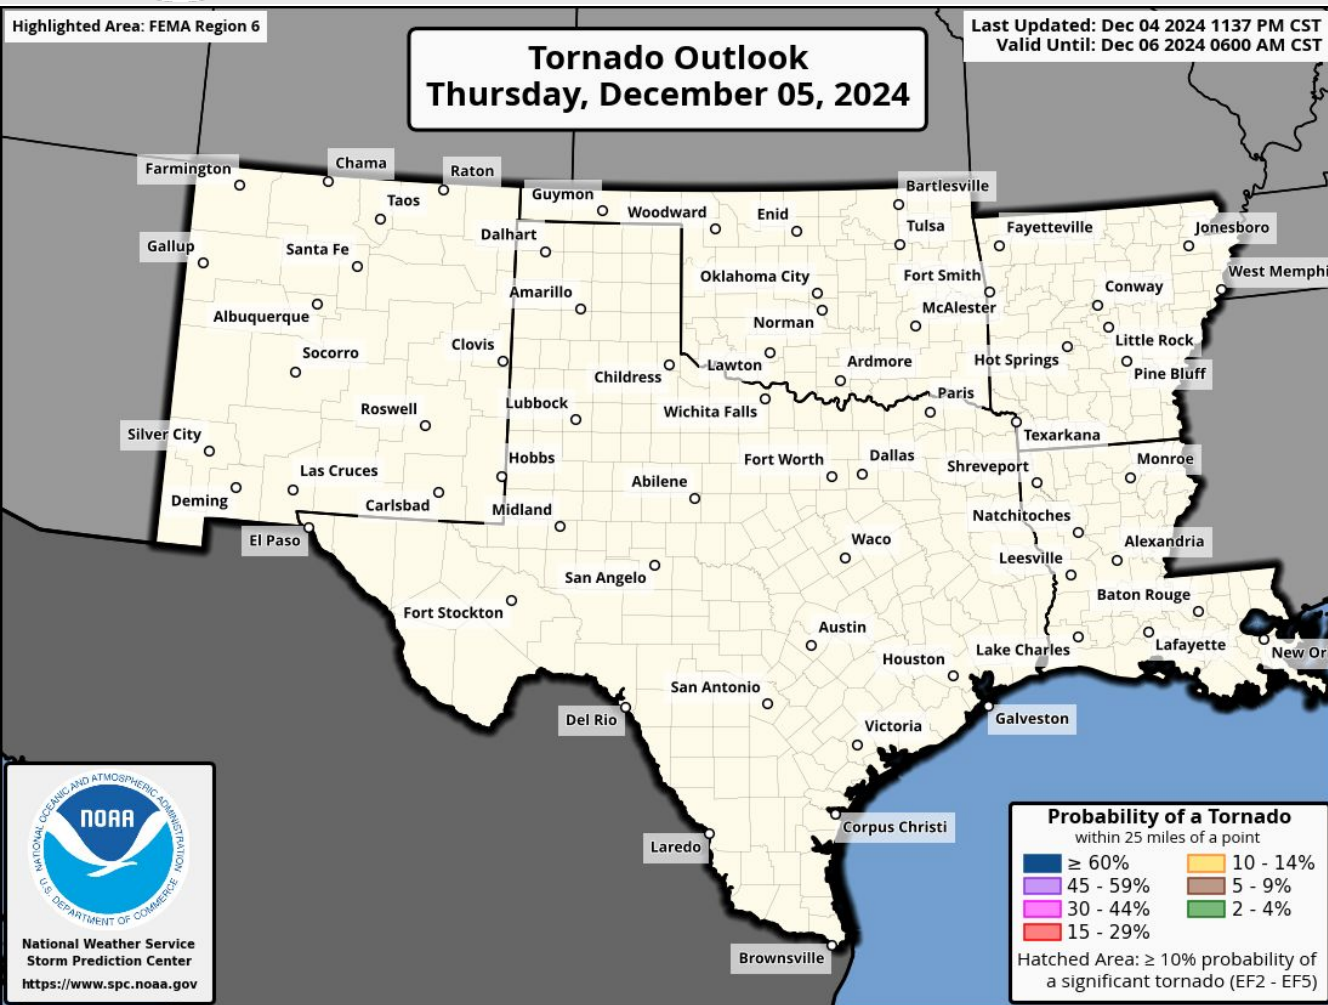 Highlighted Area: FEMA Region 6
Last Updated: Dec 04 2024 1137 PM CST
Valid Until: Dec 06 2024 0600 AM CST
Tornado Outlook
Thursday, December 05, 2024
Farmington
Chama
Raton
Taos
Guymon
Woodward
Enid
Bartlesville
Tulsa
Fayetteville
Jonesboro
Gallup
Santa Fe
Dalhart
Oklahoma City
Fort Smith
West Memphi
Amarillo
Conway
Albuquerque
Norman
McAlester
Little Rock
Socorro
Clovis
Childress
Lawton
Ardmore
Hot Springs
Pine Bluff
Roswell
Lubbock
Wichita Falls
Paris
Silver City
Texarkana
Las Cruces
Hobbs
Abilene
Fort Worth
Dallas
Shreveport
Monroe
Deming
Carlsbad
Midland
Natchitoches
El Paso
Waco
Leesville
Alexandria
San Angelo
Fort Stockton
Baton Rouge
Austin
Lake Charles
Lafayette
New Or
Houston
San Antonio
Del Rio
Victoria
Galveston
Laredo
Corpus Christi
Brownsville
NATIONAL OCEANIC AND ATMOSPHERIC ADMINISTRATION
NOAA
U.S. DEPARTMENT OF COMMERCE
National Weather Service
Storm Prediction Center
https://www.spc.noaa.gov
Probability of a Tornado
within 25 miles of a point
≥ 60%
45 - 59%
30 - 44%
15 - 29%
10 - 14%
5 - 9%
2 - 4%
Hatched Area: ≥ 10% probability of
a significant tornado (EF2 - EF5)